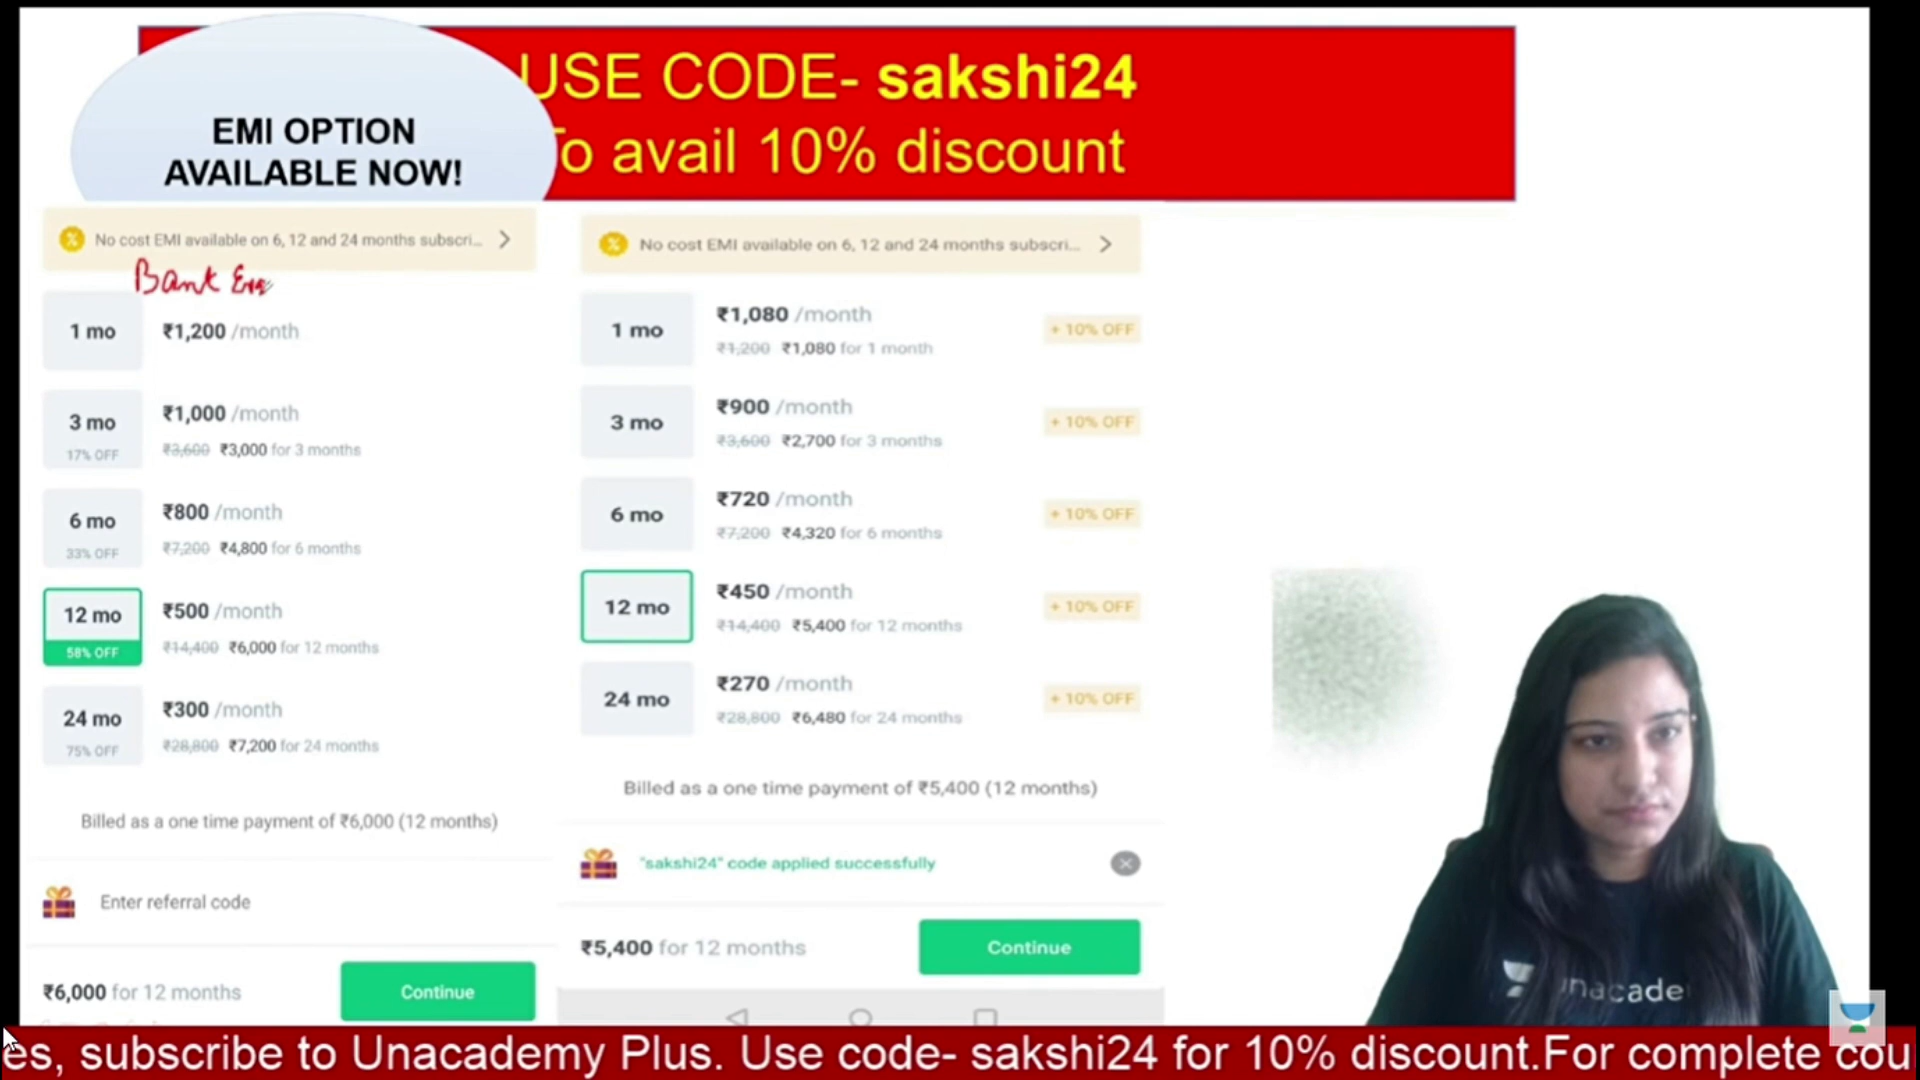 USE CODE- sakshi24
To avail 10% discount
EMI OPTION
AVAILABLE NOW!
No cost EMI available on 6, 12 and 24 months subscri...
Bank
1 mo
₹1,200 /month
3 mo
17% OFF
₹1,000 /month
₹3,600 ₹3,000 for 3 months
6 mo
33% OFF
₹800 /month
₹7,200 ₹4,800 for 6 months
12 mo
58% OFF
₹500 /month
₹14,400 ₹6,000 for 12 months
24 mo
75% OFF
₹300 /month
₹28,800 ₹7,200 for 24 months
Billed as a one time payment of ₹6,000 (12 months)
Enter referral code
₹6,000 for 12 months
Continue
No cost EMI available on 6, 12 and 24 months subscri...
1 mo
₹1,080 /month
₹1,200 ₹1,080 for 1 month
+ 10% OFF
3 mo
₹900 /month
₹3,600 ₹2,700 for 3 months
+ 10% OFF
6 mo
₹720 /month
₹7,200 ₹4,320 for 6 months
+ 10% OFF
12 mo
₹450 /month
₹14,400 ₹5,400 for 12 months
+ 10% OFF
24 mo
₹270 /month
₹28,800 ₹6,480 for 24 months
+ 10% OFF
Billed as a one time payment of ₹5,400 (12 months)
"sakshi24" code applied successfully
₹5,400 for 12 months
Continue
unacade
es, subscribe to Unacademy Plus. Use code- sakshi24 for 10% discount.For complete cou